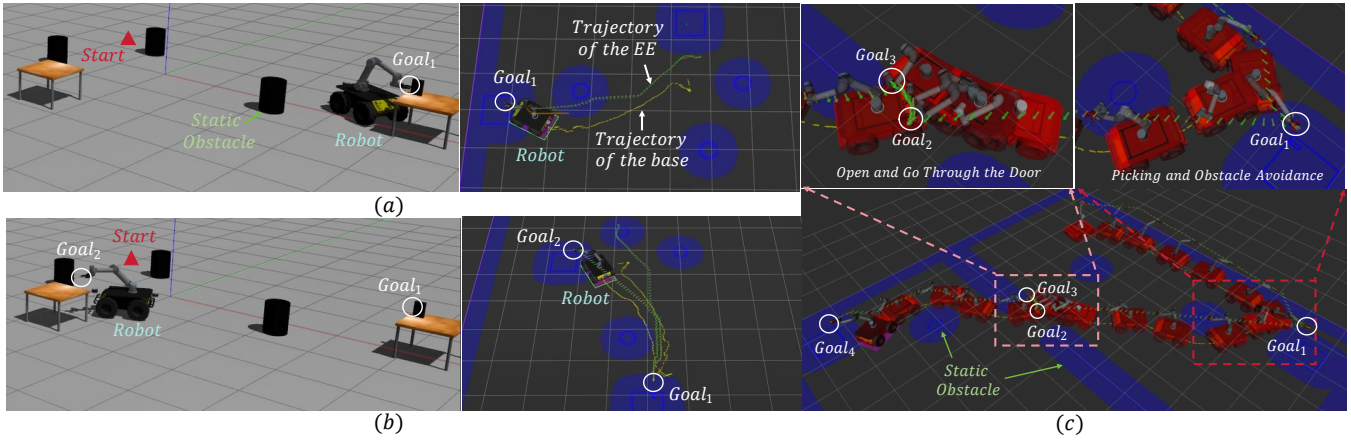 Start
Goal₁
Static
Obstacle
Robot
(a)
Goal₁
Robot
Trajectory
of the EE
Trajectory
of the base
Goal₂
Start
Robot
Goal₁
(b)
Goal₂
Robot
Goal₁
Goal₃
Goal₂
Open and Go Through the Door
Goal₁
Picking and Obstacle Avoidance
Goal₃
Goal₂
Goal₄
Goal₁
Static
Obstacle
(c)